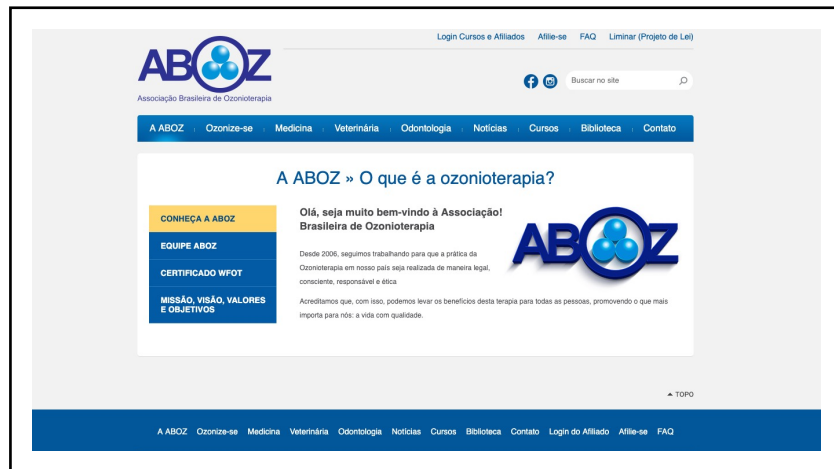 Login Cursos e Afiliados Afilie-se FAQ Liminar (Projeto de Lei)
ABOZ
Associação Brasileira de Ozonioterapia
Buscar no site
A ABOZ Ozonize-se Medicina Veterinária Odontologia Notícias Cursos Biblioteca Contato
A ABOZ » O que é a ozonioterapia?
CONHEÇA A ABOZ
EQUIPE ABOZ
CERTIFICADO WFOT
MISSÃO, VISÃO, VALORES
E OBJETIVOS
Olá, seja muito bem-vindo à Associação!
Brasileira de Ozonioterapia
Desde 2006, seguimos trabalhando para que a prática da
Ozonioterapia em nosso país seja realizada de maneira legal,
consciente, responsável e ética
ABOZ
Acreditamos que, com isso, podemos levar os benefícios desta terapia para todas as pessoas, promovendo o que mais
importa para nós: a vida com qualidade.
TOPO
A ABOZ Ozonize-se Medicina Veterinária Odontologia Notícias Cursos Biblioteca Contato Login do Afiliado Afilie-se FAQ